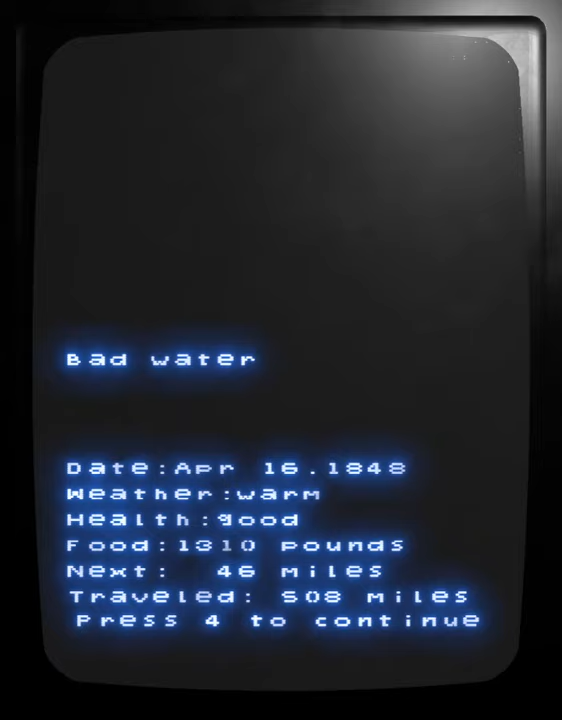 Bad water
Date:Apr 16.1848
Weather:warm
Health:good
Food:1310 pounds
Next: 46 miles
Traveled: 508 miles
Press 4 to continue